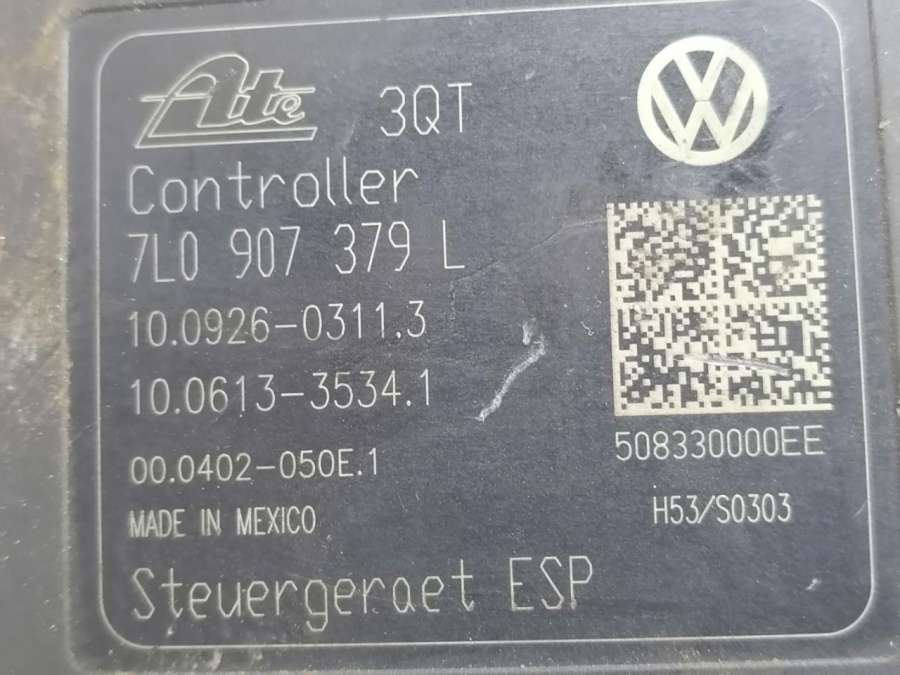 Ate 3QT
Controller
7L0 907 379 L
10.0926-0311.3
10.0613-3534.1
00.0402-050E.1
MADE IN MEXICO
Steuergeraet ESP
508330000EE
H53/S0303